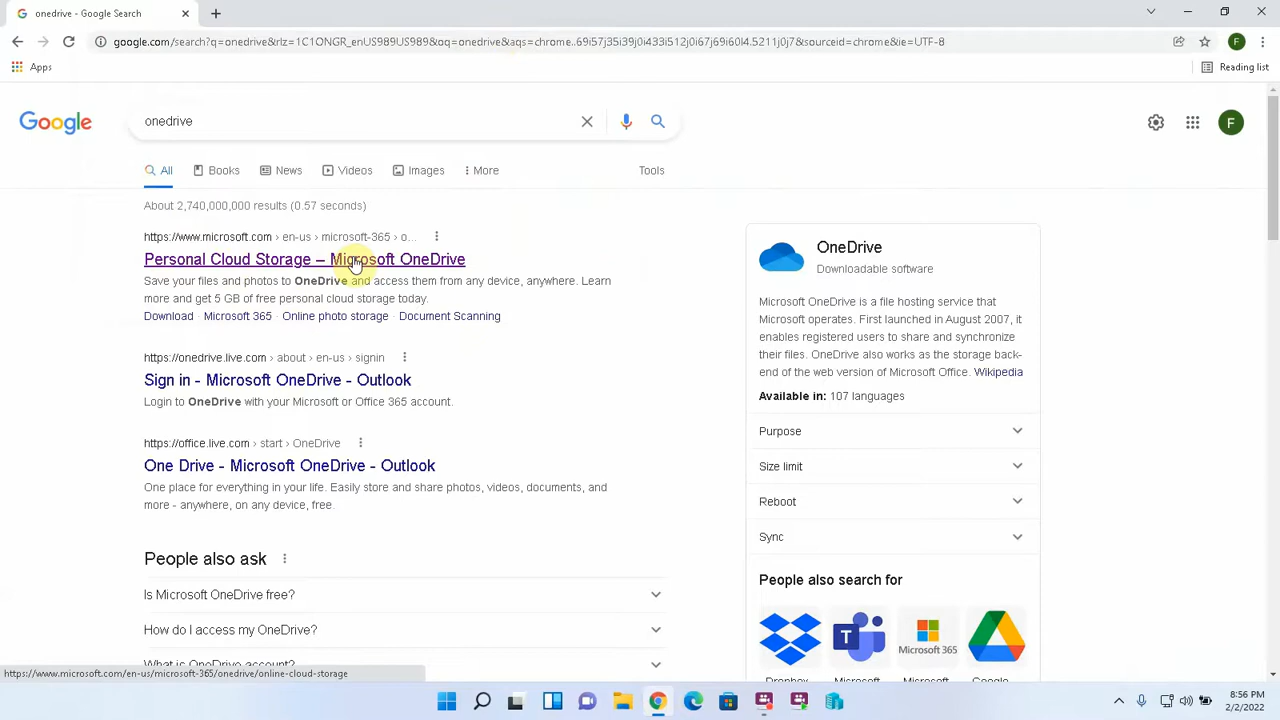 onedrive - Google Search
google.com/search?q=onedrive&rlz=1C1ONGR_enUS989US989&oq=onedrive&aqs=chrome..69i57j35i39j0i433i512j0i67j69i60l4.5211j0j7&sourceid=chrome&ie=UTF-8
F
Apps
Reading list
Google
onedrive
F
All
Books
News
Videos
Images
More
Tools
About 2,740,000,000 results (0.57 seconds)
https://www.microsoft.com › en-us › microsoft-365 › o...
Personal Cloud Storage – Microsoft OneDrive
Save your files and photos to OneDrive and access them from any device, anywhere. Learn
more and get 5 GB of free personal cloud storage today.
Download · Microsoft 365 · Online photo storage · Document Scanning
https://onedrive.live.com › about › en-us › signin
Sign in - Microsoft OneDrive - Outlook
Login to OneDrive with your Microsoft or Office 365 account.
https://office.live.com › start › OneDrive
One Drive - Microsoft OneDrive - Outlook
One place for everything in your life. Easily store and share photos, videos, documents, and
more - anywhere, on any device, free.
People also ask
Is Microsoft OneDrive free?
How do I access my OneDrive?
What is OneDrive account?
OneDrive
Downloadable software
Microsoft OneDrive is a file hosting service that
Microsoft operates. First launched in August 2007, it
enables registered users to share and synchronize
their files. OneDrive also works as the storage back-
end of the web version of Microsoft Office. Wikipedia
Available in: 107 languages
Purpose
Size limit
Reboot
Sync
People also search for
Microsoft 365
Dropbox
Microsoft
Microsoft
Google
https://www.microsoft.com/en-us/microsoft-365/onedrive/online-cloud-storage
8:56 PM
2/2/2022